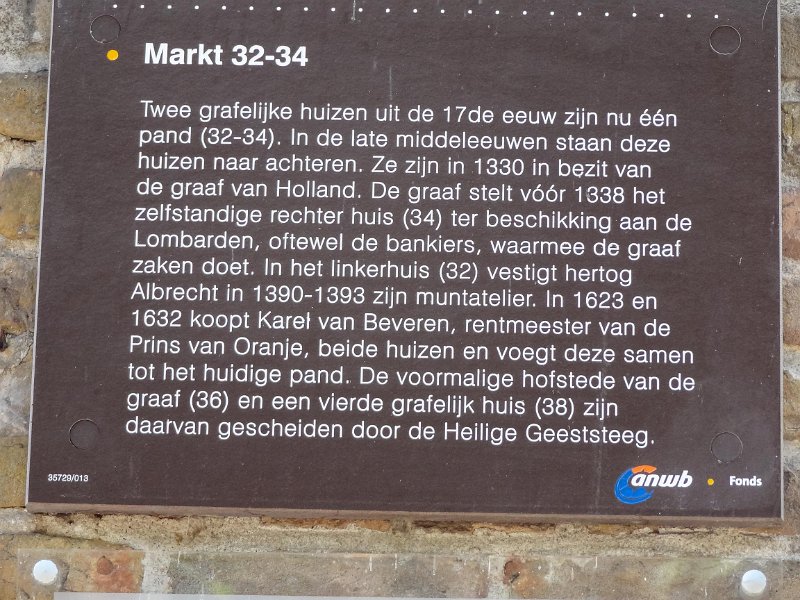 Markt 32-34
Twee grafelijke huizen uit de 17de eeuw zijn nu één
pand (32-34). In de late middeleeuwen staan deze
huizen naar achteren. Ze zijn in 1330 in bezit van
de graaf van Holland. De graaf stelt vóór 1338 het
zelfstandige rechter huis (34) ter beschikking aan de
Lombarden, oftewel de bankiers, waarmee de graaf
zaken doet. In het linkerhuis (32) vestigt hertog
Albrecht in 1390-1393 zijn muntatelier. In 1623 en
1632 koopt Karel van Beveren, rentmeester van de
Prins van Oranje, beide huizen en voegt deze samen
tot het huidige pand. De voormalige hofstede van de
graaf (36) en een vierde grafelijk huis (38) zijn
daarvan gescheiden door de Heilige Geeststeeg.
35729/013
anwb • Fonds